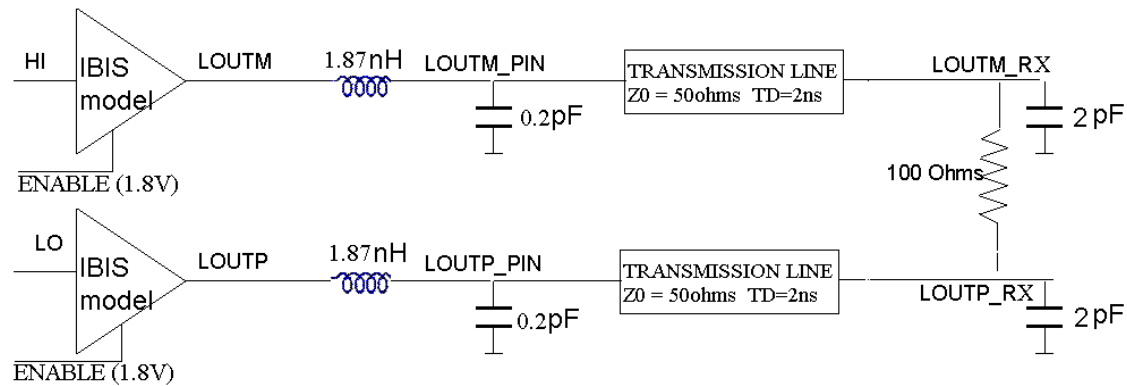 HI
IBIS
model
LOUTM
1.87nH
LOUTM_PIN
0.2pF
TRANSMISSION LINE
Z0 = 50ohms TD=2ns
LOUTM_RX
2 pF
100 Ohms
ENABLE (1.8V)
LO
IBIS
model
LOUTP
1.87nH
LOUTP_PIN
0.2pF
TRANSMISSION LINE
Z0 = 50ohms TD=2ns
LOUTP_RX
2 pF
ENABLE (1.8V)